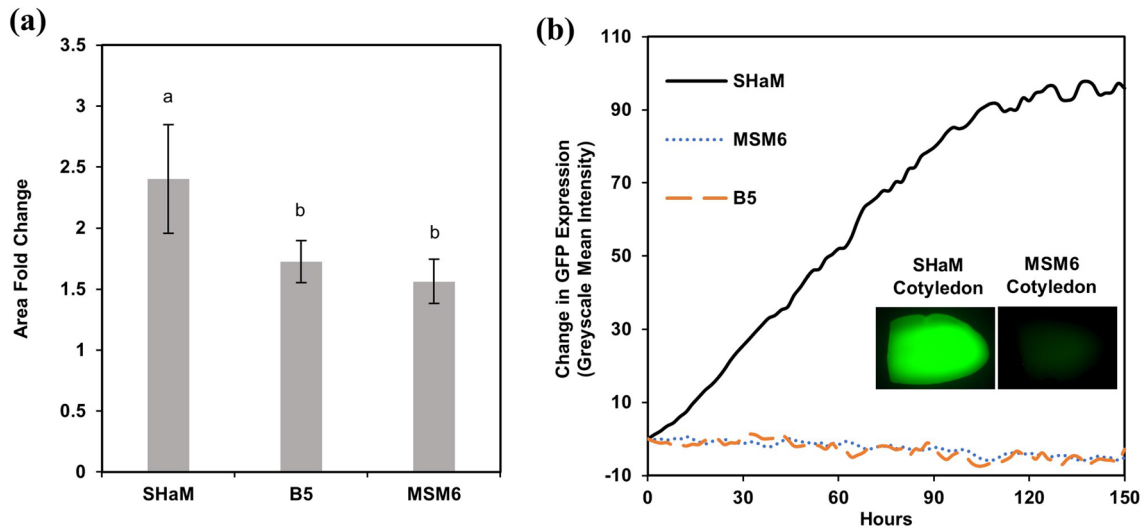 (a)
Area Fold Change
3.5
3
2.5
2
1.5
1
0.5
0
a
b
b
SHaM
B5
MSM6
(b)
Change in GFP Expression
(Greyscale Mean Intensity)
110
90
70
50
30
10
-10
SHaM
MSM6
B5
SHaM
Cotyledon
MSM6
Cotyledon
0
30
60
90
120
150
Hours